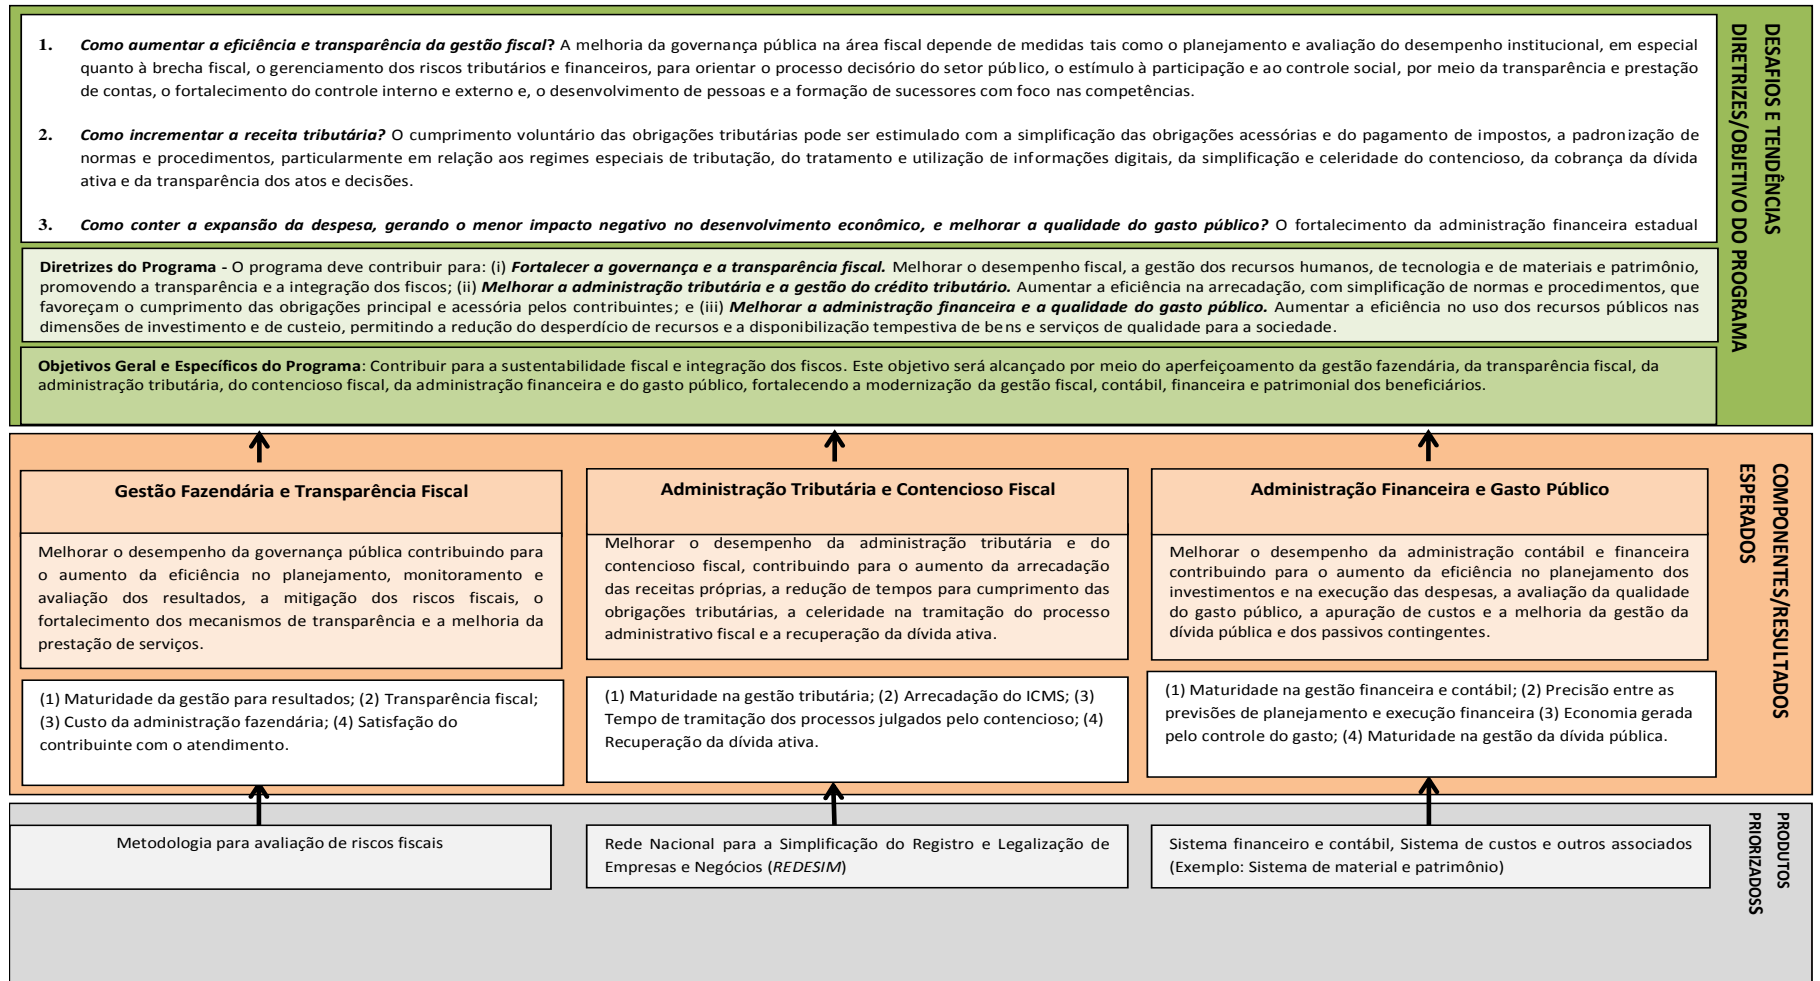 1. Como aumentar a eficiência e transparência da gestão fiscal? A melhoria da governança pública na área fiscal depende de medidas tais como o planejamento e avaliação do desempenho institucional, em especial
quanto à brecha fiscal, o gerenciamento dos riscos tributários e financeiros, para orientar o processo decisório do setor público, o estímulo à participação e ao controle social, por meio da transparência e prestação
de contas, o fortalecimento do controle interno e externo e, o desenvolvimento de pessoas e a formação de sucessores com foco nas competências.
2. Como incrementar a receita tributária? O cumprimento voluntário das obrigações tributárias pode ser estimulado com a simplificação das obrigações acessórias e do pagamento de impostos, a padronização de
normas e procedimentos, particularmente em relação aos regimes especiais de tributação, do tratamento e utilização de informações digitais, da simplificação e celeridade do contencioso, da cobrança da dívida
ativa e da transparência dos atos e decisões.
3. Como conter a expansão da despesa, gerando o menor impacto negativo no desenvolvimento econômico, e melhorar a qualidade do gasto público? O fortalecimento da administração financeira estadual
Diretrizes do Programa - O programa deve contribuir para: (i) Fortalecer a governança e a transparência fiscal. Melhorar o desempenho fiscal, a gestão dos recursos humanos, de tecnologia e de materiais e patrimônio,
promovendo a transparência e a integração dos fiscos; (ii) Melhorar a administração tributária e a gestão do crédito tributário. Aumentar a eficiência na arrecadação, com simplificação de normas e procedimentos, que
favoreçam o cumprimento das obrigações principal e acessória pelos contribuintes; e (iii) Melhorar a administração financeira e a qualidade do gasto público. Aumentar a eficiência no uso dos recursos públicos nas
dimensões de investimento e de custeio, permitindo a redução do desperdício de recursos e a disponibilização tempestiva de bens e serviços de qualidade para a sociedade.
Objetivos Geral e Específicos do Programa: Contribuir para a sustentabilidade fiscal e integração dos fiscos. Este objetivo será alcançado por meio do aperfeiçoamento da gestão fazendária, da transparência fiscal, da
administração tributária, do contencioso fiscal, da administração financeira e do gasto público, fortalecendo a modernização da gestão fiscal, contábil, financeira e patrimonial dos beneficiários.
DESAFIOS E TENDÊNCIAS
DIRETRIZES/OBJETIVO DO PROGRAMA
Gestão Fazendária e Transparência Fiscal
Melhorar o desempenho da governança pública contribuindo para
o aumento da eficiência no planejamento, monitoramento e
avaliação dos resultados, a mitigação dos riscos fiscais, o
fortalecimento dos mecanismos de transparência e a melhoria da
prestação de serviços.
(1) Maturidade da gestão para resultados; (2) Transparência fiscal;
(3) Custo da administração fazendária; (4) Satisfação do
contribuinte com o atendimento.
Administração Tributária e Contencioso Fiscal
Melhorar o desempenho da administração tributária e do
contencioso fiscal, contribuindo para o aumento da arrecadação
das receitas próprias, a redução de tempos para cumprimento das
obrigações tributárias, a celeridade na tramitação do processo
administrativo fiscal e a recuperação da dívida ativa.
(1) Maturidade na gestão tributária; (2) Arrecadação do ICMS; (3)
Tempo de tramitação dos processos julgados pelo contencioso; (4)
Recuperação da dívida ativa.
Administração Financeira e Gasto Público
Melhorar o desempenho da administração contábil e financeira
contribuindo para o aumento da eficiência no planejamento dos
investimentos e na execução das despesas, a avaliação da qualidade
do gasto público, a apuração de custos e a melhoria da gestão da
dívida pública e dos passivos contingentes.
(1) Maturidade na gestão financeira e contábil; (2) Precisão entre as
previsões de planejamento e execução financeira (3) Economia gerada
pelo controle do gasto; (4) Maturidade na gestão da dívida pública.
COMPONENTES/RESULTADOS
ESPERADOS
Metodologia para avaliação de riscos fiscais
Rede Nacional para a Simplificação do Registro e Legalização de
Empresas e Negócios (REDESIM)
Sistema financeiro e contábil, Sistema de custos e outros associados
(Exemplo: Sistema de material e patrimônio)
PRODUTOS
PRIORIZADOSS